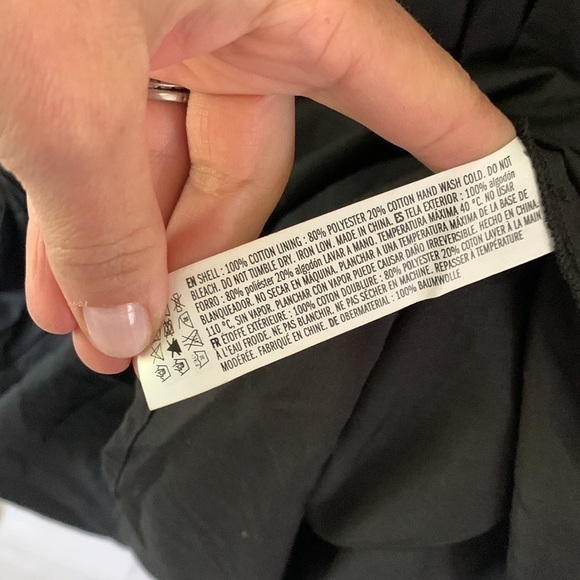 EN SHELL : 100% COTTON LINING : 80% POLYESTER 20% COTTON HAND WASH COLD. DO NOT
BLEACH. DO NOT TUMBLE DRY. IRON LOW. MADE IN CHINA. ES TELA EXTERIOR : 100% algodón
FORRO : 80% poliéster 20% algodón LAVAR A MANO. TEMPERATURA MÁXIMA 40 °C. NO USAR
BLANQUEADOR. NO SECAR EN MÁQUINA. PLANCHAR A UNA TEMPERATURA MÁXIMA DE LA BASE DE
110 °C, SIN VAPOR. PLANCHAR CON VAPOR PUEDE CAUSAR DAÑO IRREVERSIBLE. HECHO EN CHINA.
FR ÉTOFFE EXTÉRIEURE : 100% COTON DOUBLURE : 80% POLYESTER 20% COTON LAVER À LA MAIN
À L'EAU FROIDE. NE PAS BLANCHIR. NE PAS SÉCHER EN MACHINE. REPASSER À TEMPÉRATURE
MODÉRÉE. FABRIQUÉ EN CHINE. DE OBERMATERIAL : 100% BAUMWOLLE